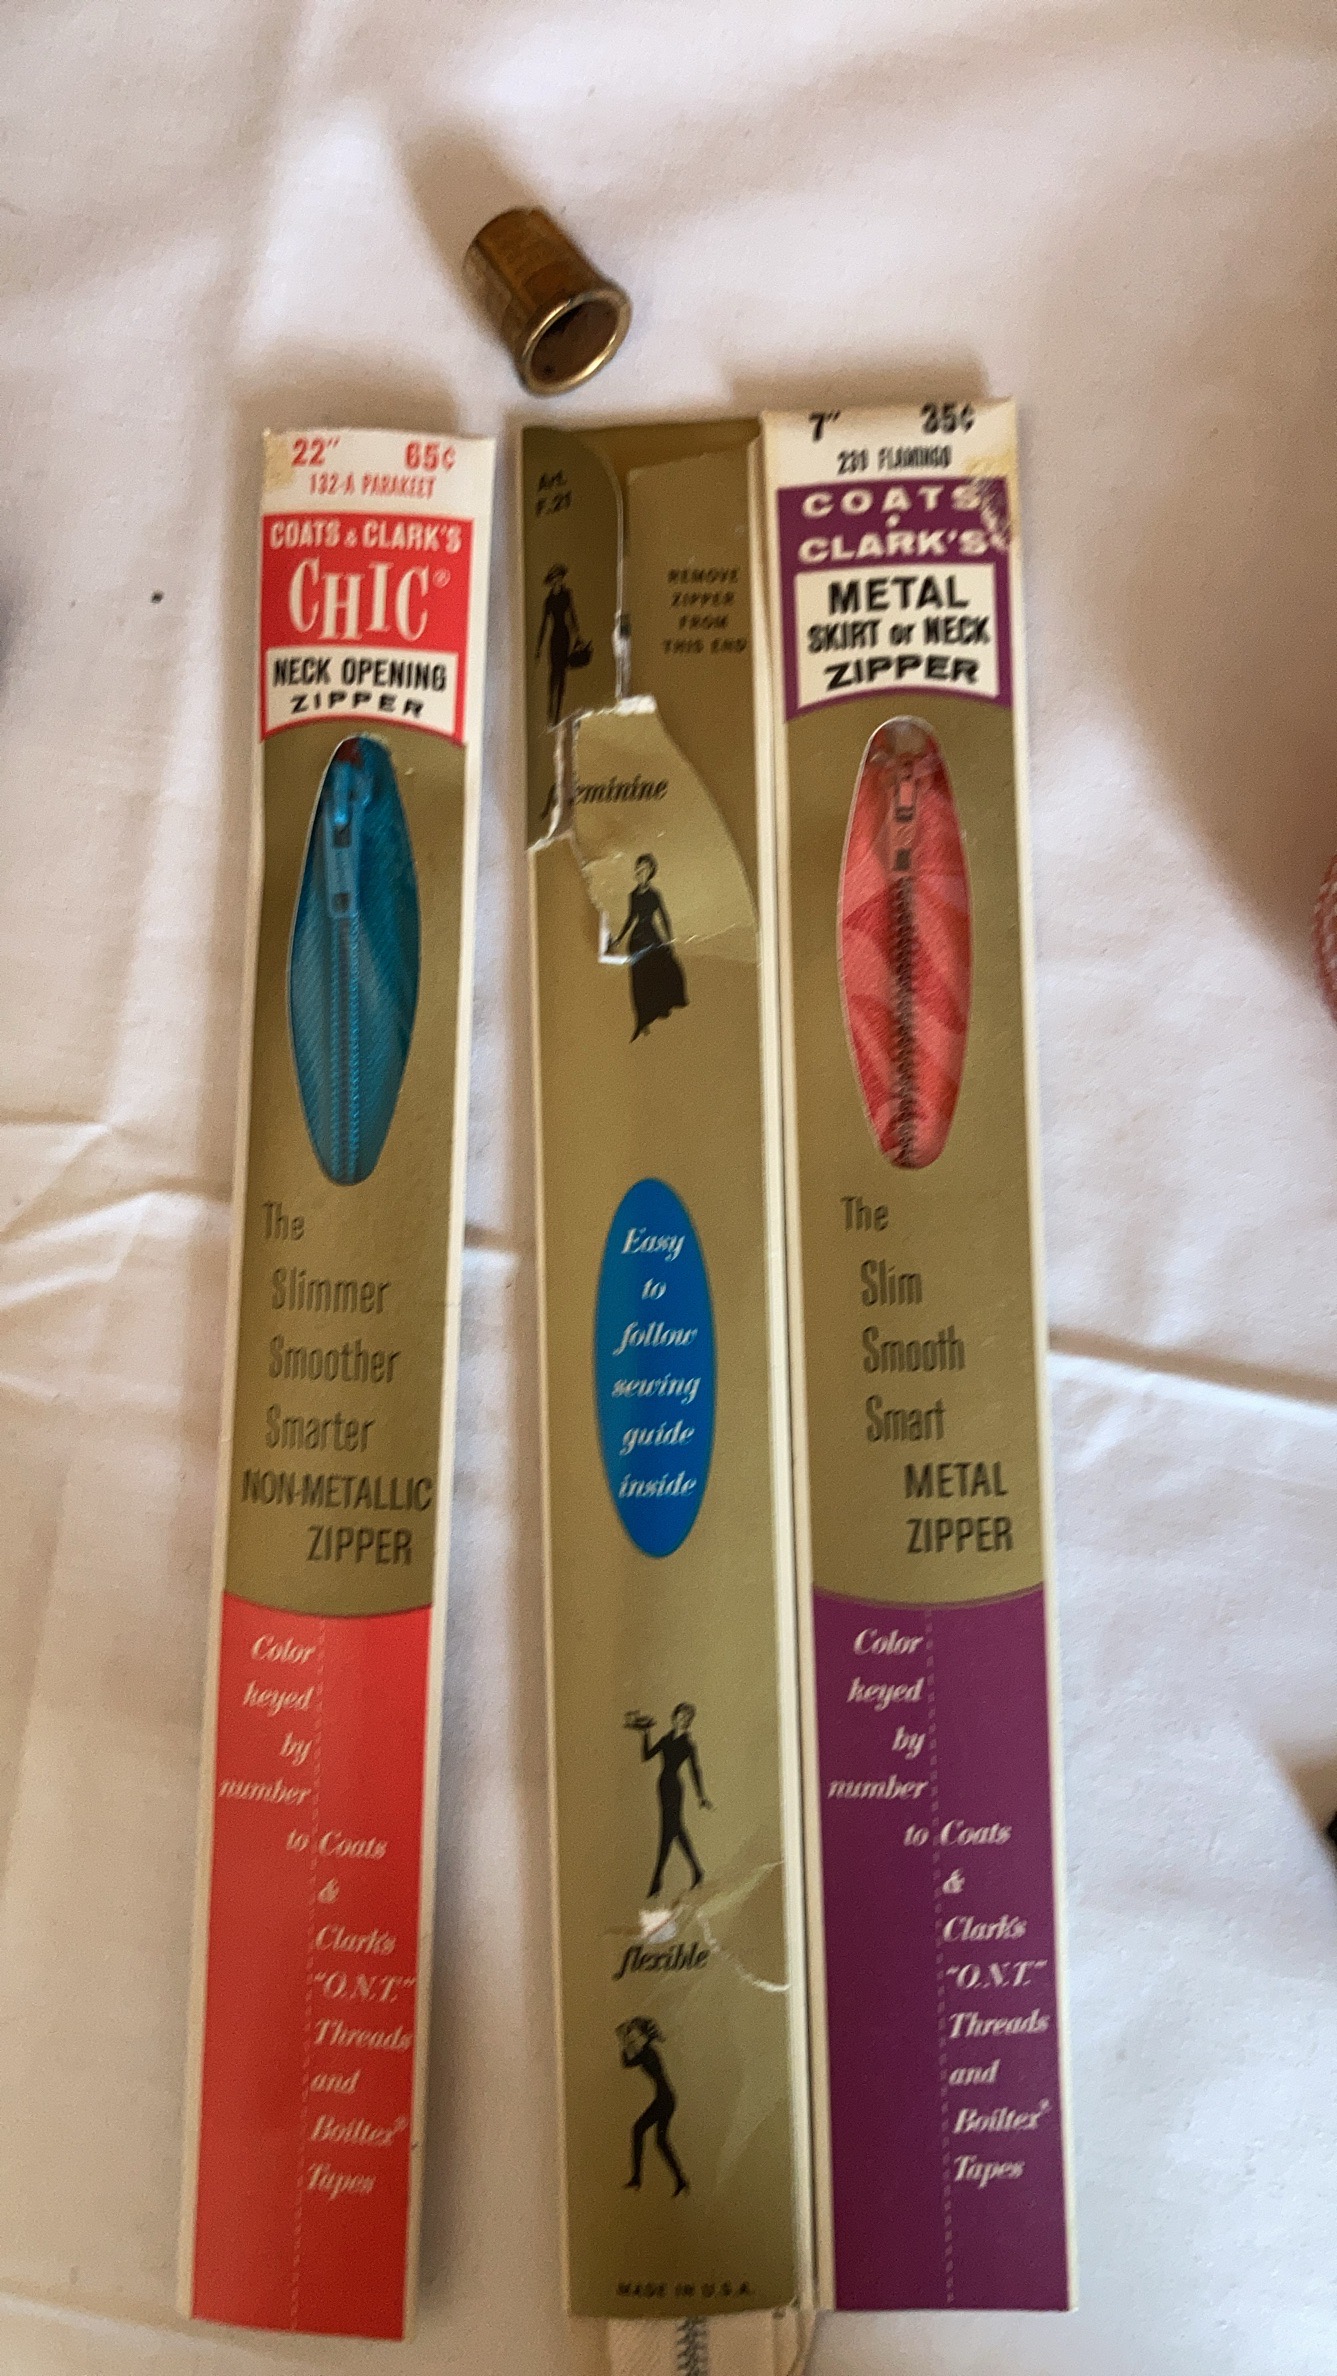 22" 65¢
132-A PARAKEET
COATS & CLARK'S
CHIC®
NECK OPENING
ZIPPER
The
Slimmer
Smoother
Smarter
NON-METALLIC
ZIPPER
Color
keyed
by
number
to Coats
&
Clark's
"O.N.T."
Threads
and
Boilter®
Tapes
Art.
F.21
REMOVE
ZIPPER
FROM
THIS END
feminine
Easy
to
follow
sewing
guide
inside
flexible
MADE IN U.S.A.
7" 35¢
FLAMINGO
COATS
&
CLARK'S
METAL
SKIRT or NECK
ZIPPER
The
Slim
Smooth
Smart
METAL
ZIPPER
Color
keyed
by
number
to Coats
&
Clark's
"O.N.T."
Threads
and
Boilter®
Tapes